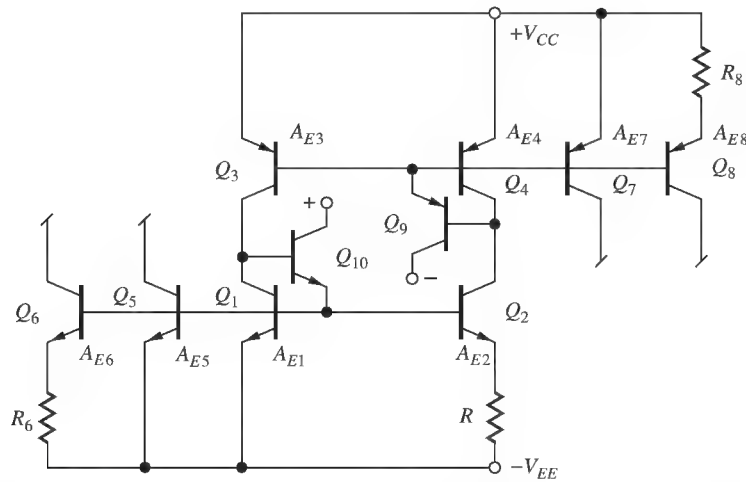 +V_CC
R_8
A_E3
A_E4
A_E7
A_E8
Q_3
Q_4
Q_7
Q_8
+
Q_9
Q_10
−
Q_6
Q_5
Q_1
Q_2
A_E6
A_E5
A_E1
A_E2
R_6
R
−V_EE